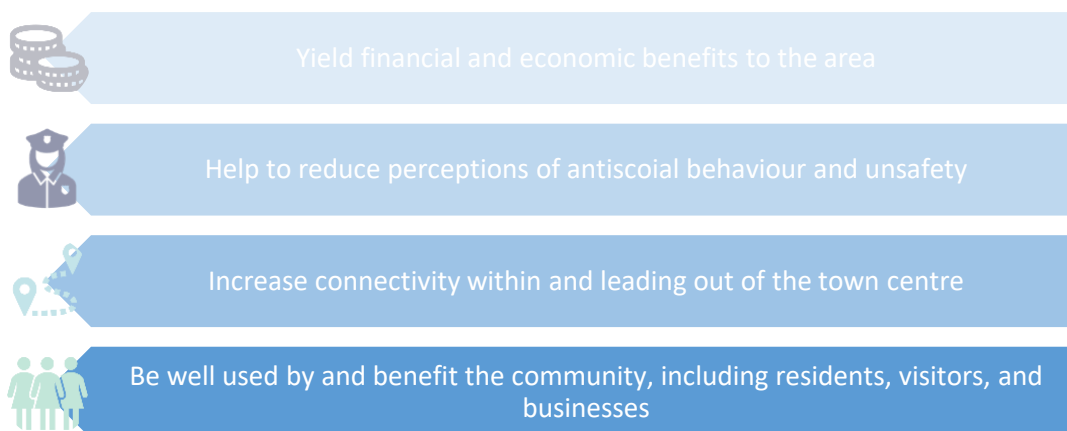 Yield financial and economic benefits to the area
Help to reduce perceptions of antiscoial behaviour and unsafety
Increase connectivity within and leading out of the town centre
Be well used by and benefit the community, including residents, visitors, and
businesses